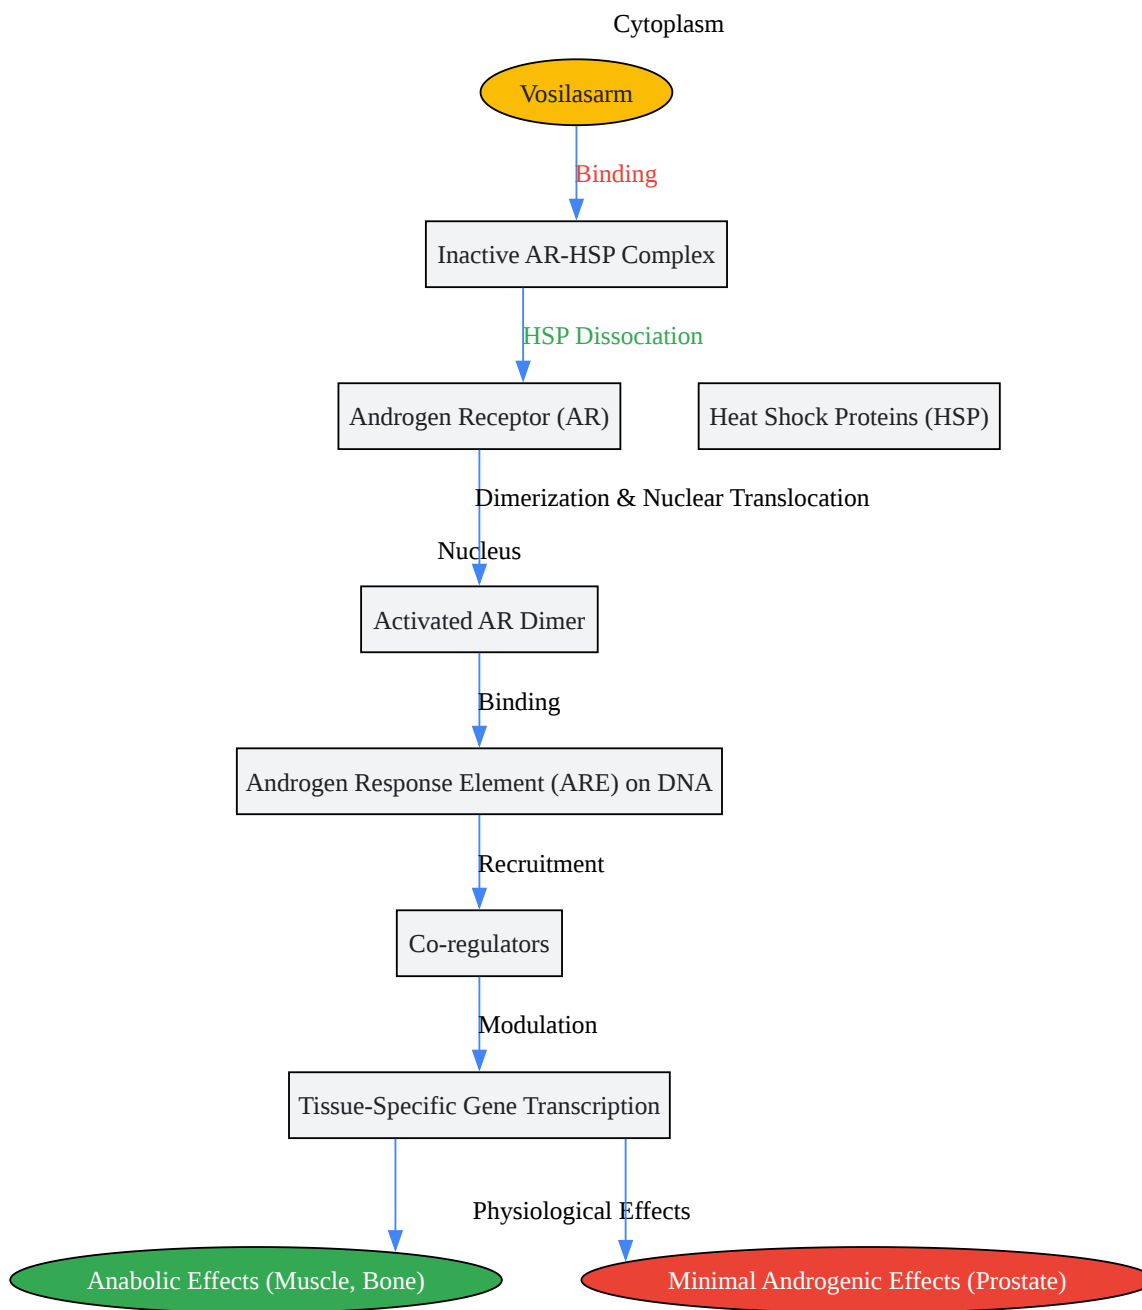 Cytoplasm
Vosilasarm
Binding
Inactive AR-HSP Complex
HSP Dissociation
Androgen Receptor (AR)
Heat Shock Proteins (HSP)
Dimerization & Nuclear Translocation
Nucleus
Activated AR Dimer
Binding
Androgen Response Element (ARE) on DNA
Recruitment
Co-regulators
Modulation
Tissue-Specific Gene Transcription
Physiological Effects
Anabolic Effects (Muscle, Bone)
Minimal Androgenic Effects (Prostate)